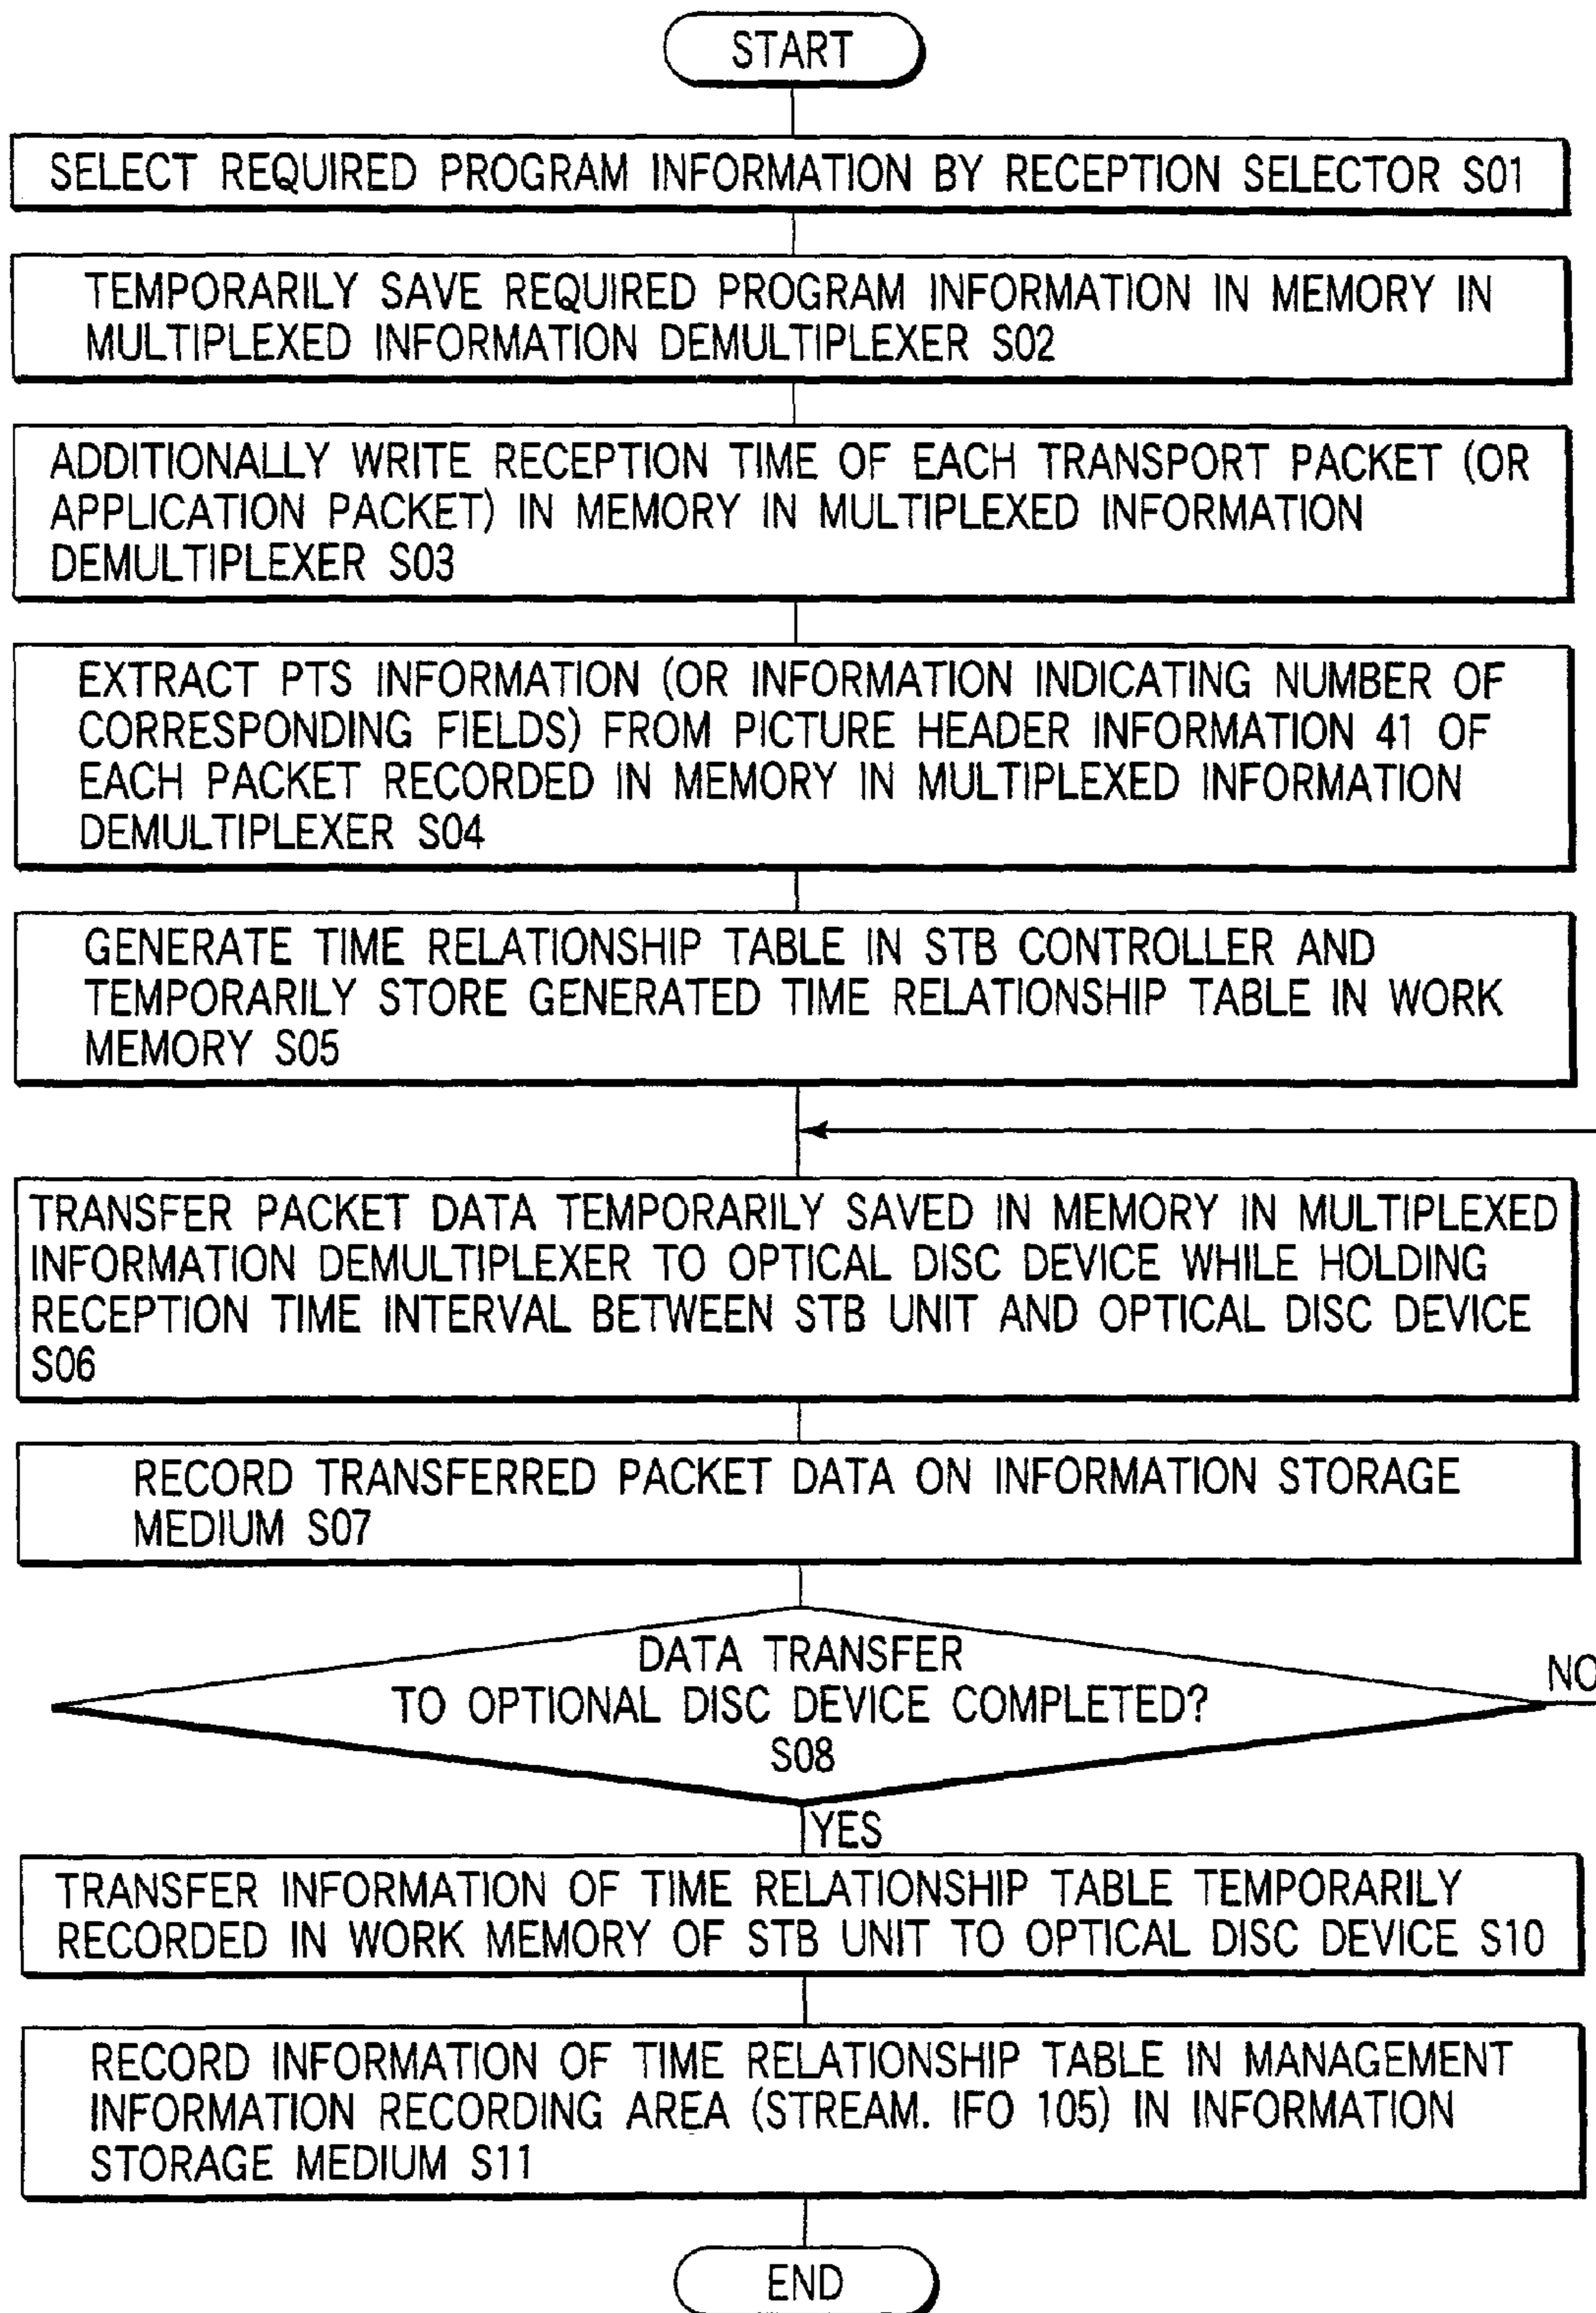 START
SELECT REQUIRED PROGRAM INFORMATION BY RECEPTION SELECTOR S01
TEMPORARILY SAVE REQUIRED PROGRAM INFORMATION IN MEMORY IN
MULTIPLEXED INFORMATION DEMULTIPLEXER S02
ADDITIONALLY WRITE RECEPTION TIME OF EACH TRANSPORT PACKET (OR
APPLICATION PACKET) IN MEMORY IN MULTIPLEXED INFORMATION
DEMULTIPLEXER S03
EXTRACT PTS INFORMATION (OR INFORMATION INDICATING NUMBER OF
CORRESPONDING FIELDS) FROM PICTURE HEADER INFORMATION 41 OF
EACH PACKET RECORDED IN MEMORY IN MULTIPLEXED INFORMATION
DEMULTIPLEXER S04
GENERATE TIME RELATIONSHIP TABLE IN STB CONTROLLER AND
TEMPORARILY STORE GENERATED TIME RELATIONSHIP TABLE IN WORK
MEMORY S05
TRANSFER PACKET DATA TEMPORARILY SAVED IN MEMORY IN MULTIPLEXED
INFORMATION DEMULTIPLEXER TO OPTICAL DISC DEVICE WHILE HOLDING
RECEPTION TIME INTERVAL BETWEEN STB UNIT AND OPTICAL DISC DEVICE
S06
RECORD TRANSFERRED PACKET DATA ON INFORMATION STORAGE
MEDIUM S07
DATA TRANSFER
TO OPTIONAL DISC DEVICE COMPLETED?
S08
NO
YES
TRANSFER INFORMATION OF TIME RELATIONSHIP TABLE TEMPORARILY
RECORDED IN WORK MEMORY OF STB UNIT TO OPTICAL DISC DEVICE S10
RECORD INFORMATION OF TIME RELATIONSHIP TABLE IN MANAGEMENT
INFORMATION RECORDING AREA (STREAM. IFO 105) IN INFORMATION
STORAGE MEDIUM S11
END